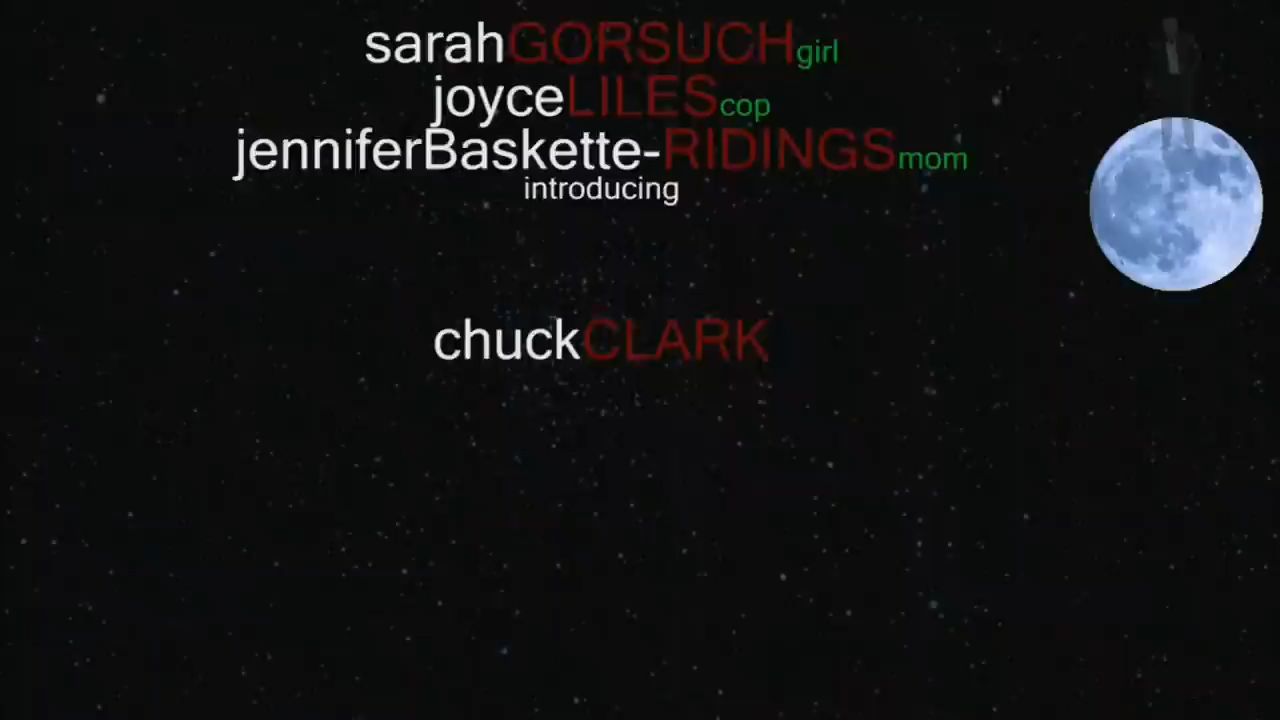 sarahGORSUCHgirl
joyceLILEScop
jenniferBaskette-RIDINGSmom
introducing
chuckCLARK